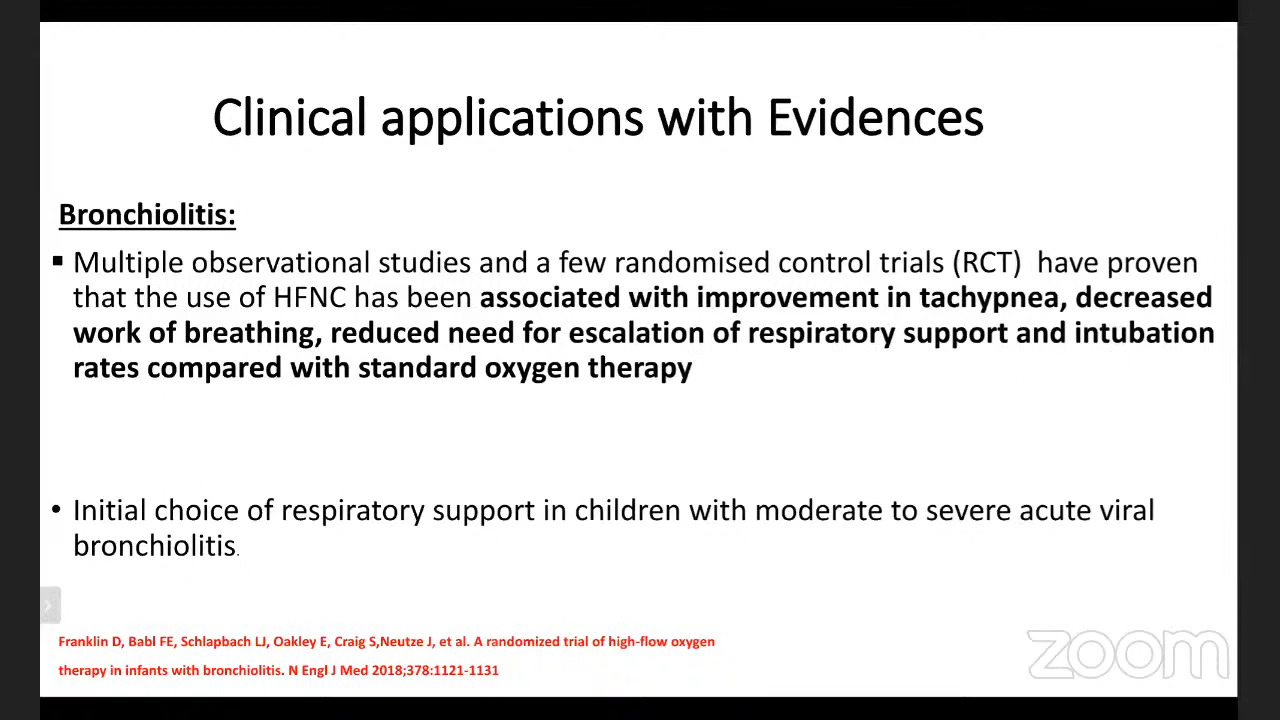 Clinical applications with Evidences
Bronchiolitis:
▪ Multiple observational studies and a few randomised control trials (RCT) have proven
that the use of HFNC has been associated with improvement in tachypnea, decreased
work of breathing, reduced need for escalation of respiratory support and intubation
rates compared with standard oxygen therapy
• Initial choice of respiratory support in children with moderate to severe acute viral
bronchiolitis.
Franklin D, Babl FE, Schlapbach LJ, Oakley E, Craig S,Neutze J, et al. A randomized trial of high-flow oxygen
therapy in infants with bronchiolitis. N Engl J Med 2018;378:1121-1131
zoom